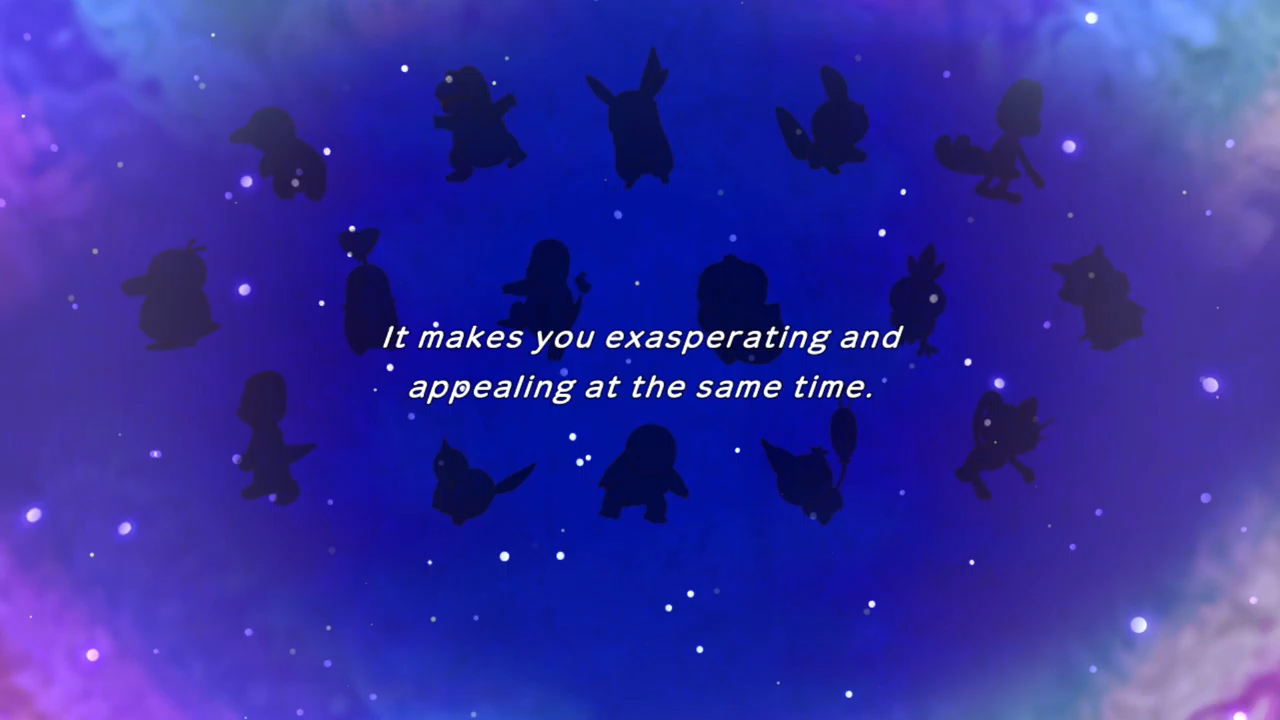 It makes you exasperating and
appealing at the same time.